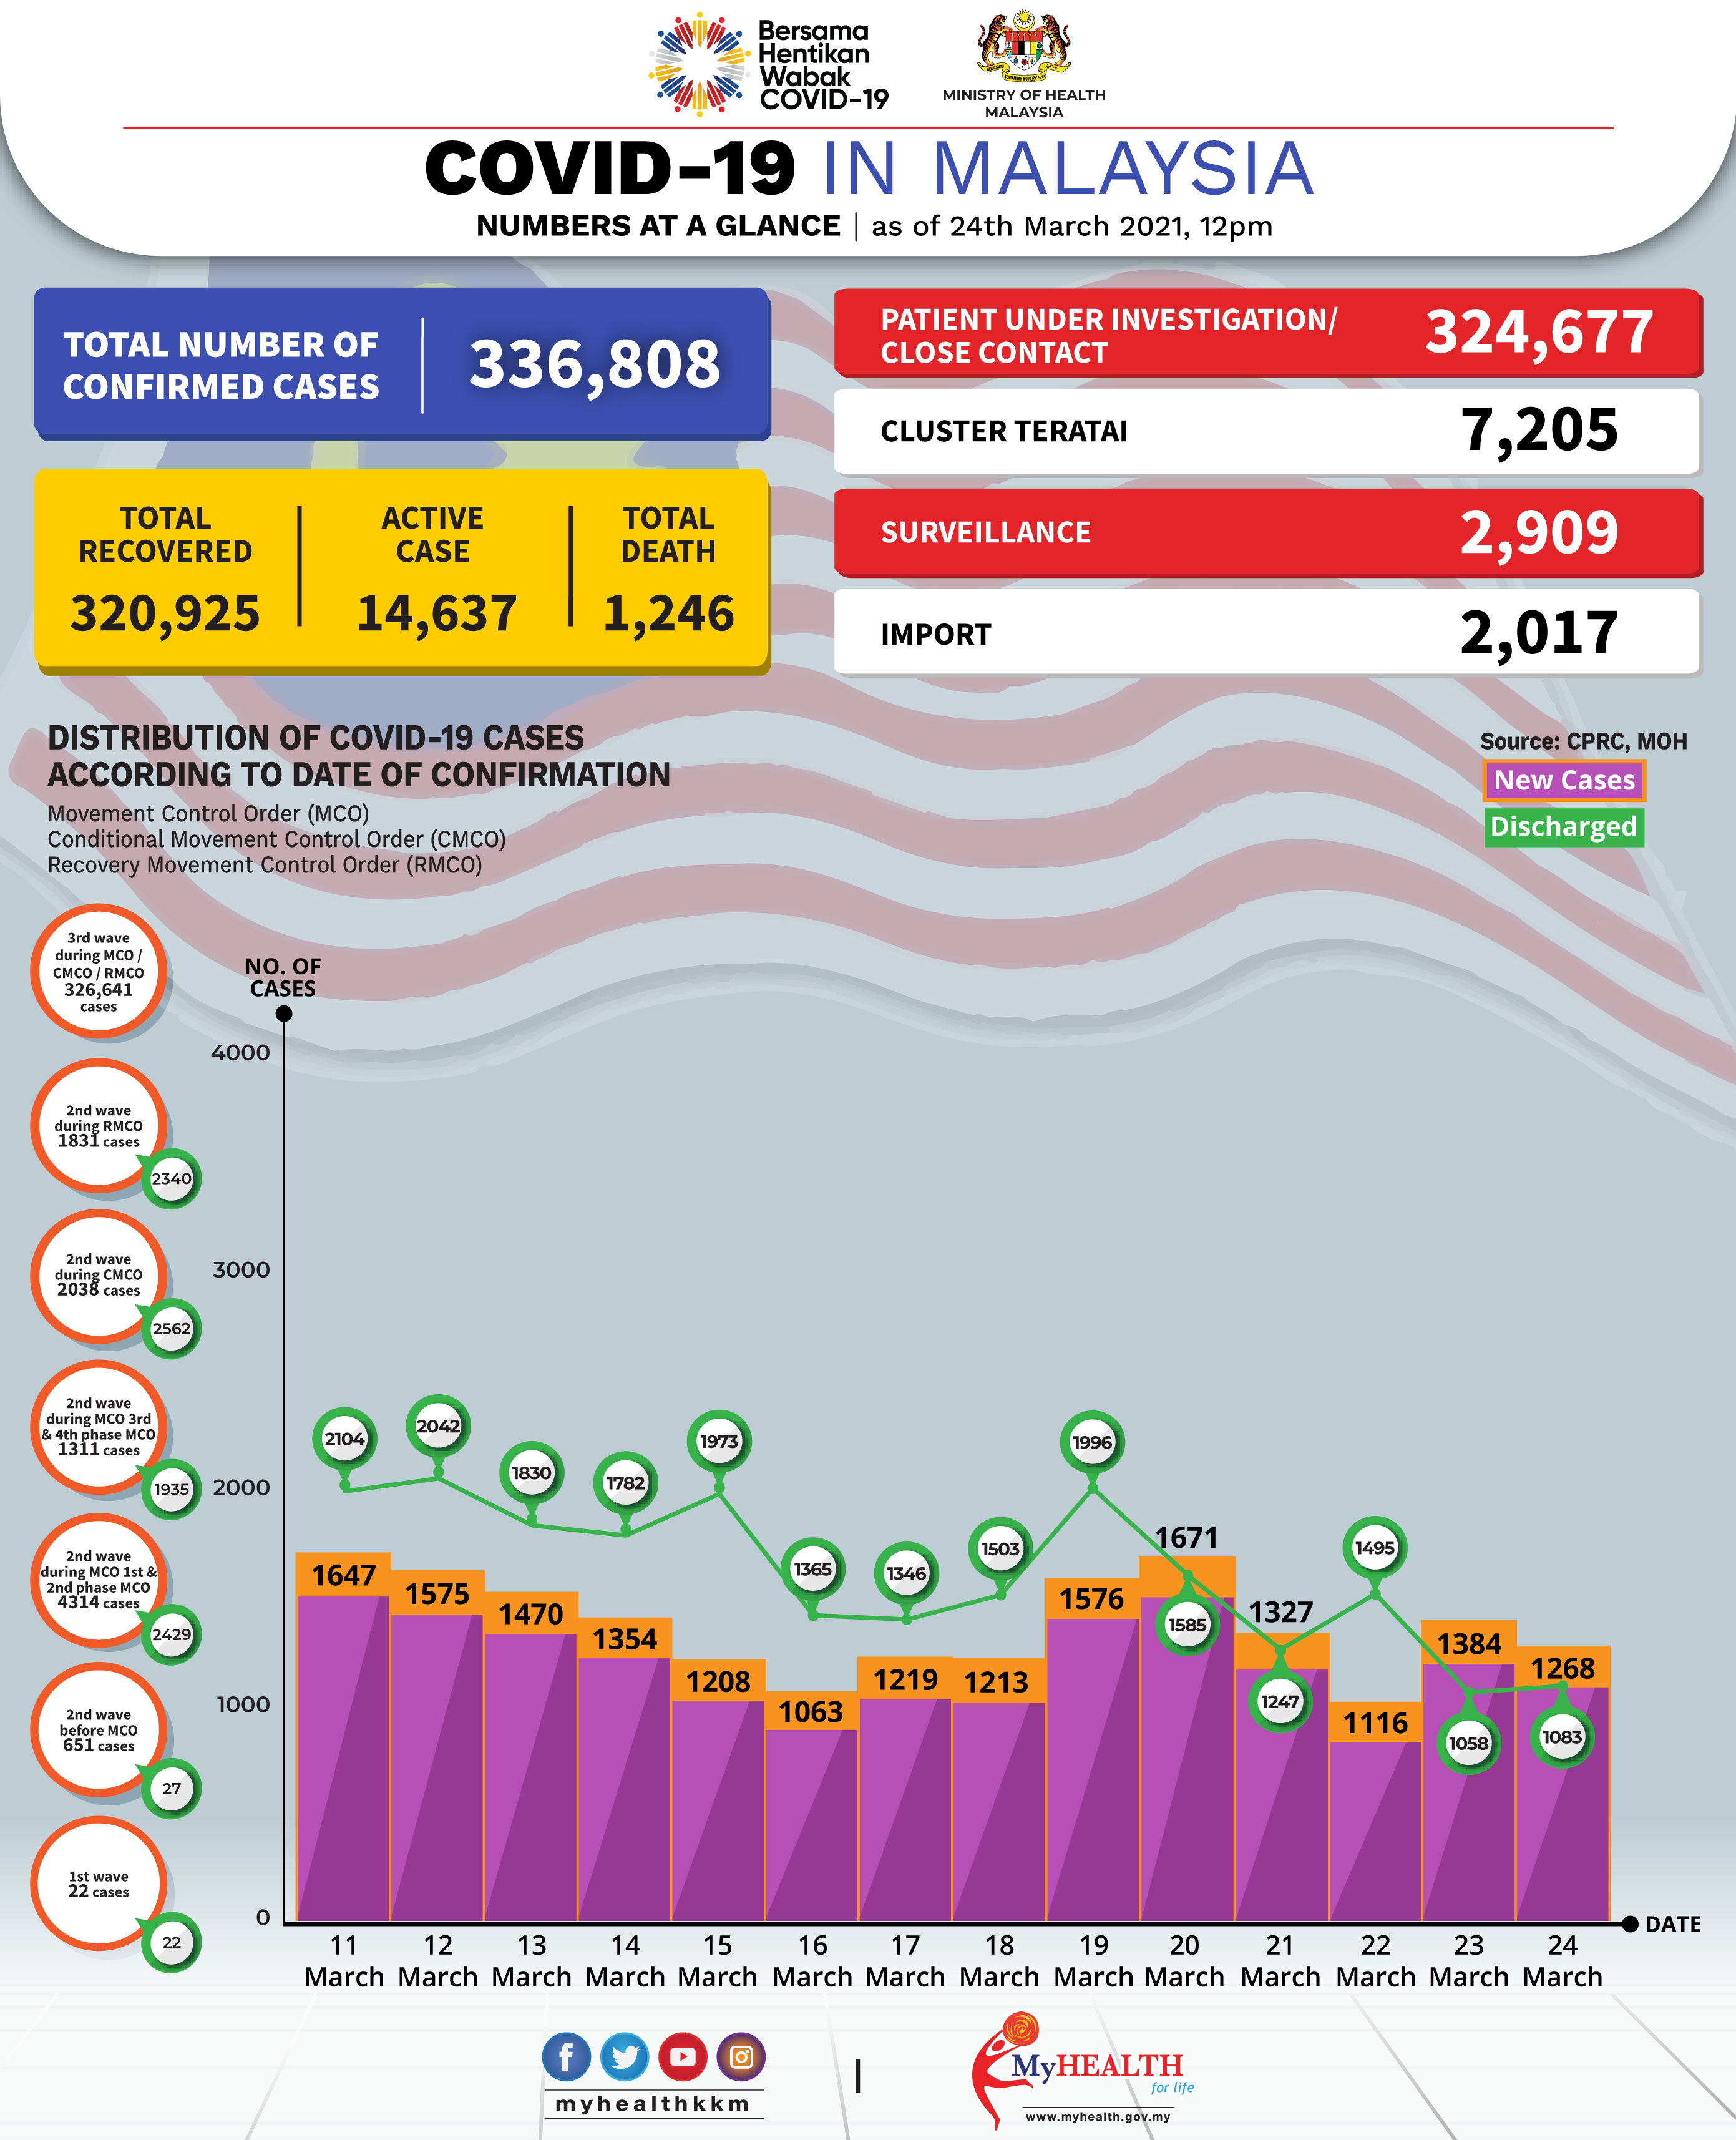 Bersama
Hentikan
Wabak
COVID-19
MINISTRY OF HEALTH
MALAYSIA
COVID-19 IN MALAYSIA
NUMBERS AT A GLANCE | as of 24th March 2021, 12pm
TOTAL NUMBER OF
CONFIRMED CASES
336,808
TOTAL
RECOVERED
320,925
ACTIVE
CASE
14,637
TOTAL
DEATH
1,246
PATIENT UNDER INVESTIGATION/
CLOSE CONTACT
324,677
CLUSTER TERATAI
7,205
SURVEILLANCE
2,909
IMPORT
2,017
DISTRIBUTION OF COVID-19 CASES
ACCORDING TO DATE OF CONFIRMATION
Movement Control Order (MCO)
Conditional Movement Control Order (CMCO)
Recovery Movement Control Order (RMCO)
Source: CPRC, MOH
New Cases
Discharged
3rd wave
during MCO /
CMCO / RMCO
326,641
cases
2nd wave
during RMCO
1831 cases
2340
2nd wave
during CMCO
2038 cases
2562
2nd wave
during MCO 3rd
& 4th phase MCO
1311 cases
1935
2nd wave
during MCO 1st &
2nd phase MCO
4314 cases
2429
2nd wave
before MCO
651 cases
27
1st wave
22 cases
22
NO. OF
CASES
4000
3000
2000
1000
0
2104
2042
1830
1782
1973
1365
1346
1503
1996
1585
1247
1495
1058
1083
1647
1575
1470
1354
1208
1063
1219
1213
1576
1671
1327
1116
1384
1268
DATE
11 12 13 14 15 16 17 18 19 20 21 22 23 24
March March March March March March March March March March March March March March
myhealthkkm
MyHEALTH
for life
www.myhealth.gov.my